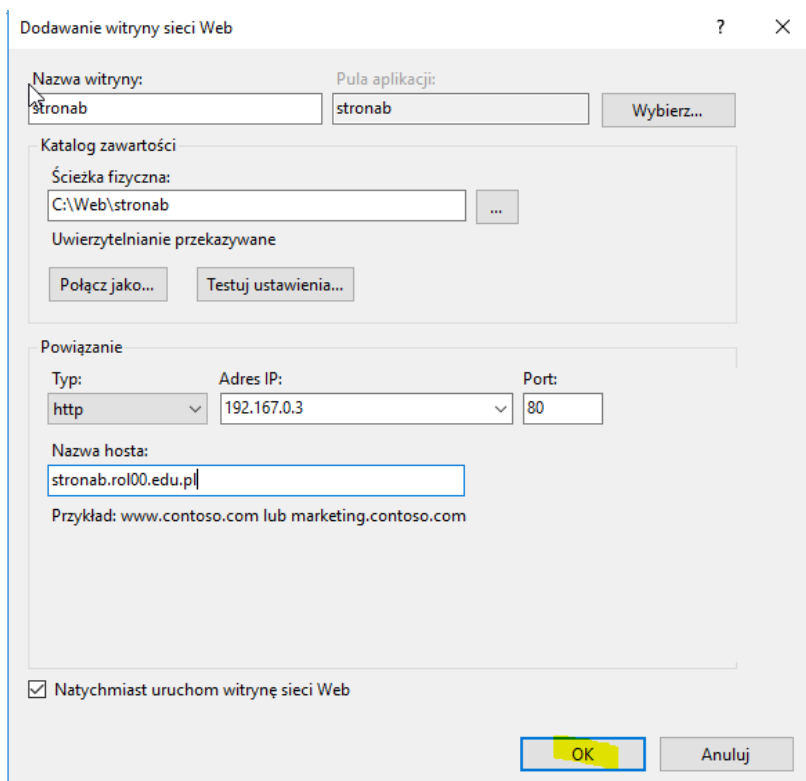 Dodawanie witryny sieci Web
Nazwa witryny: Pula aplikacji:
stronab stronab Wybierz...
Katalog zawartości
Ścieżka fizyczna:
C:\Web\stronab ...
Uwierzytelnianie przekazywane
Połącz jako... Testuj ustawienia...
Powiązanie
Typ: Adres IP: Port:
http 192.167.0.3 80
Nazwa hosta:
stronab.rol00.edu.pl
Przykład: www.contoso.com lub marketing.contoso.com
Natychmiast uruchom witrynę sieci Web
OK Anuluj